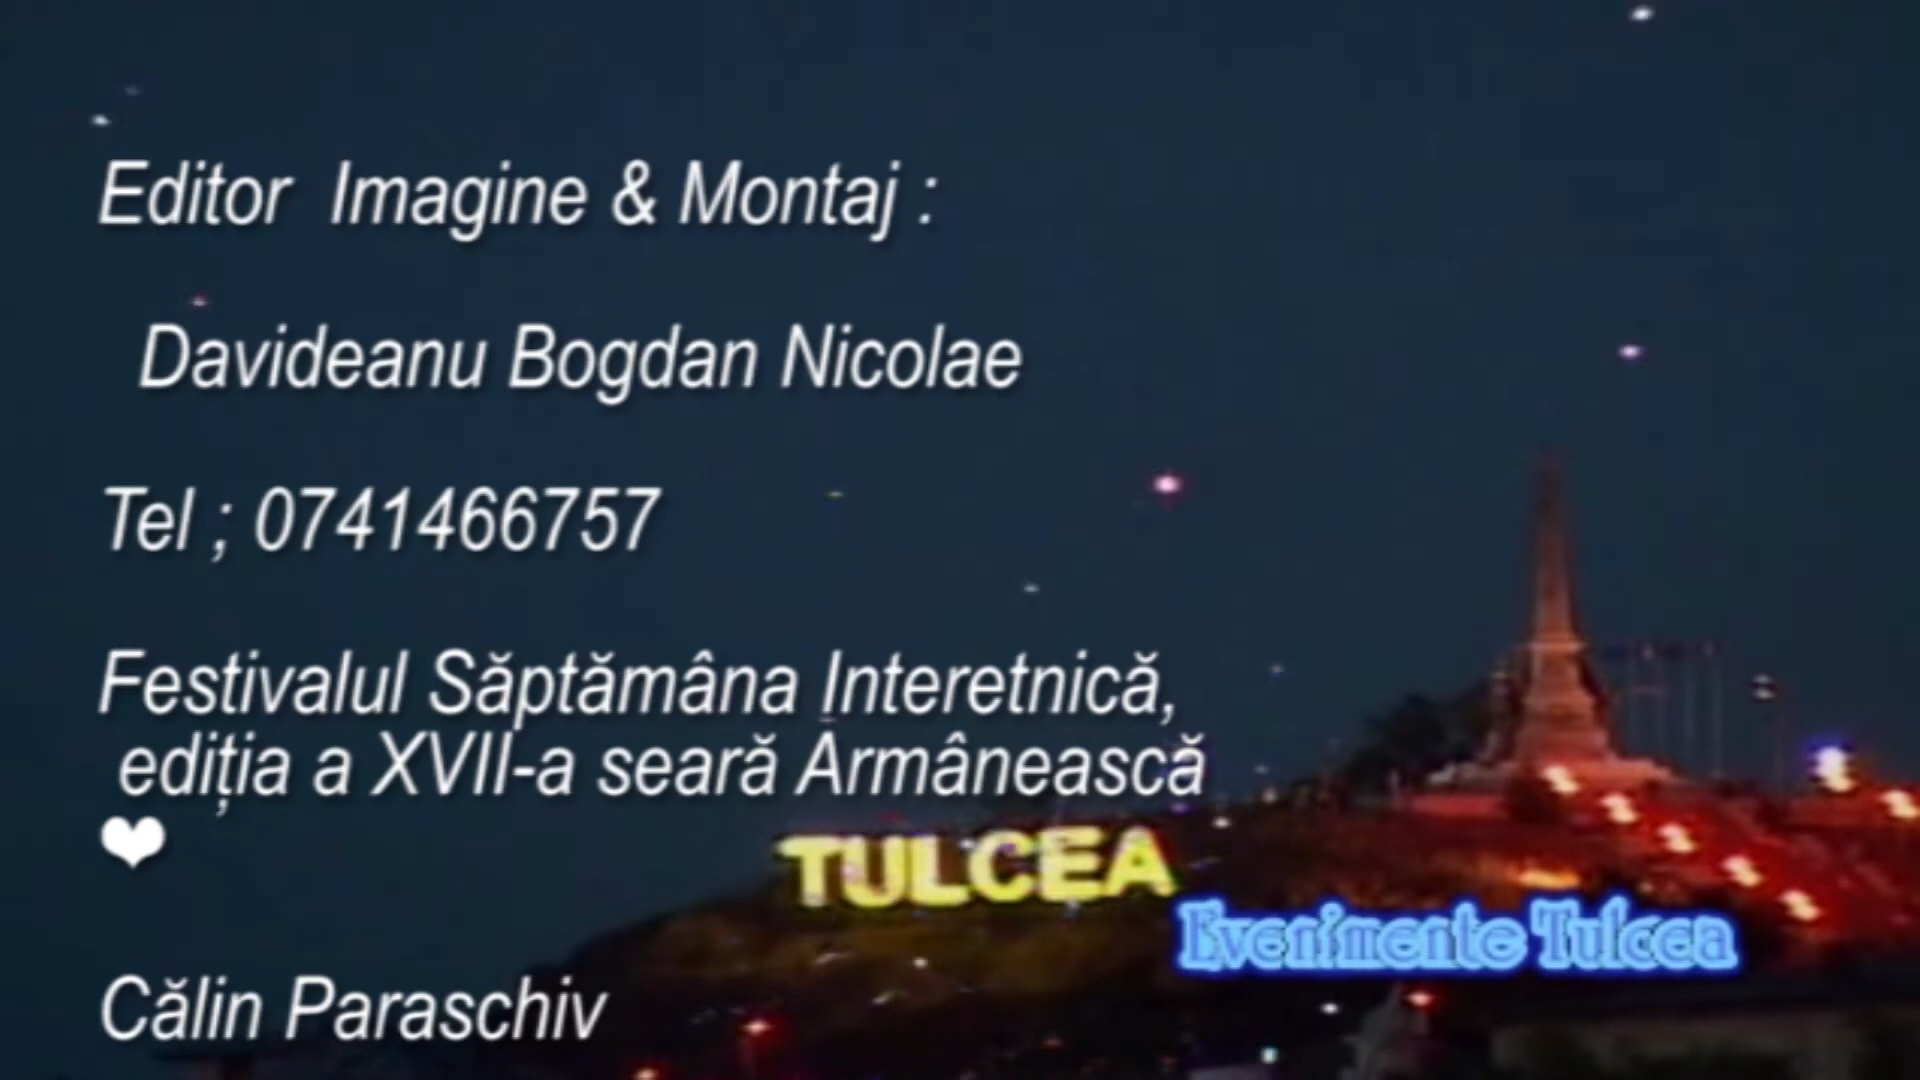 Editor  Imagine & Montaj :
Davideanu Bogdan Nicolae
Tel ; 0741466757
Festivalul Săptămâna Interetnică,
ediția a XVII-a seară Armânească
❤
TULCEA
Evenimente Tulcea
Călin Paraschiv